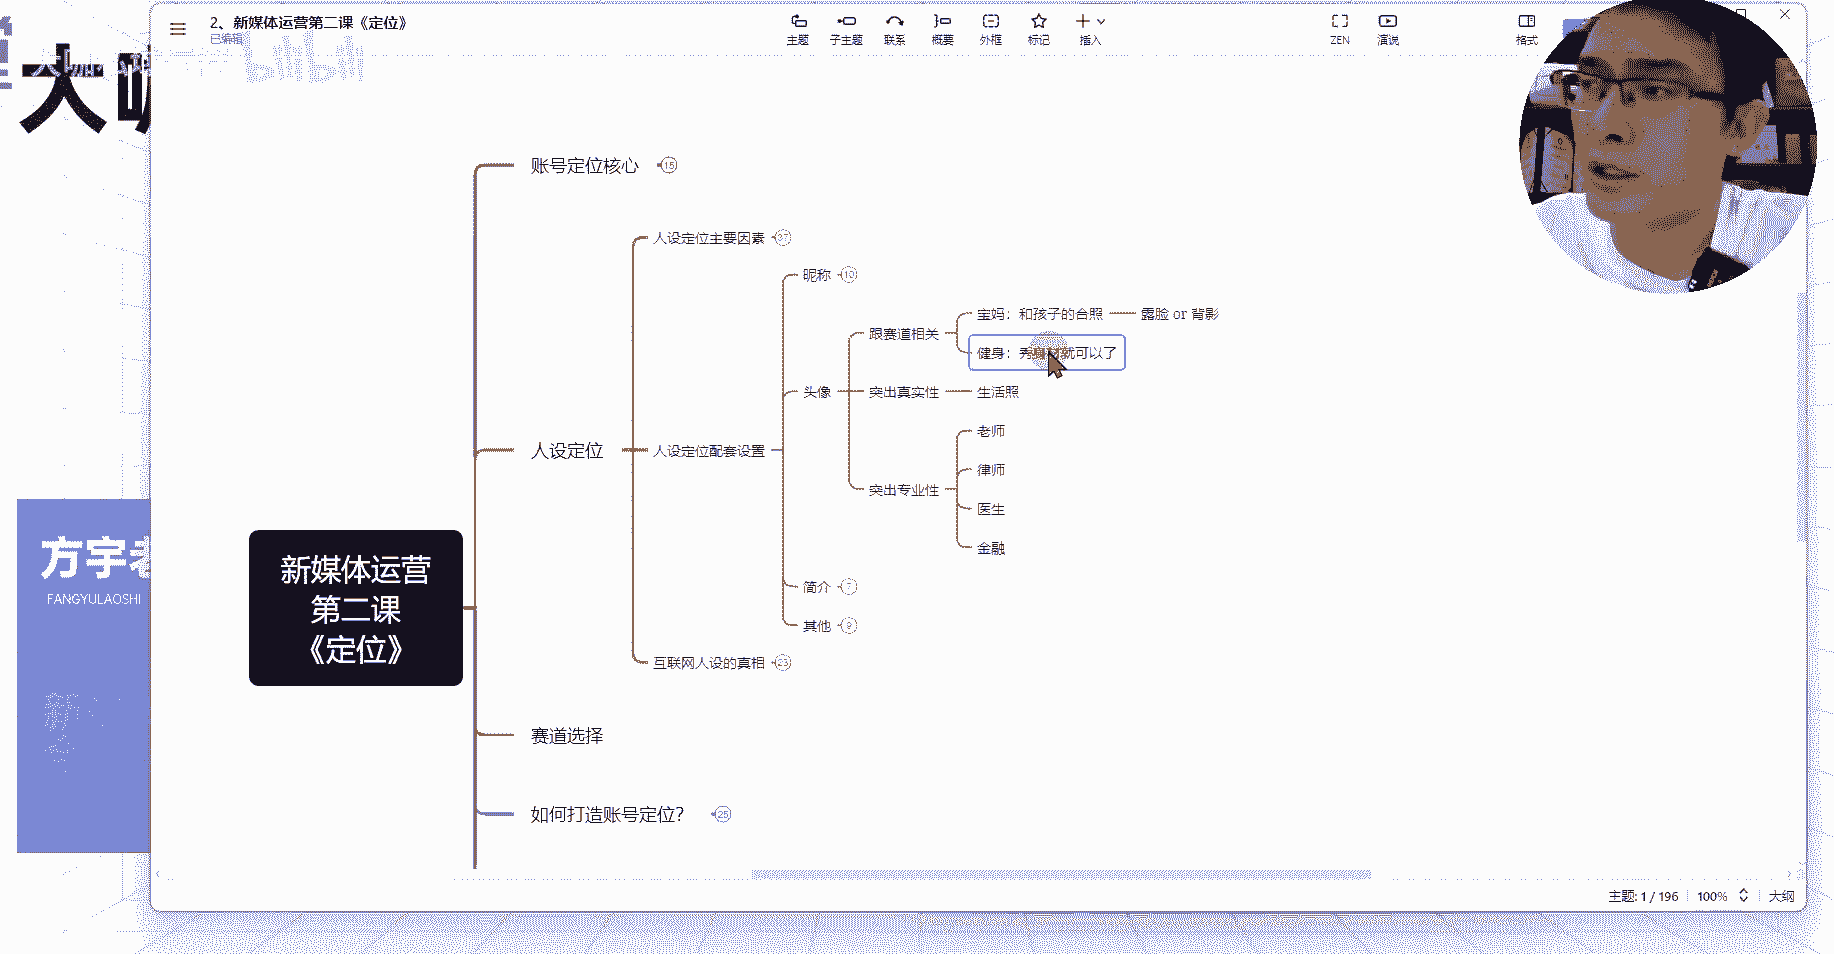 2、新媒体运营第二课《定位》
已编辑
主题
子主题
联系
概要
外框
标记
插入
ZEN
演说
格式
bilibili
大
方宇老
FANGYULAOSHI
新媒体运营
第二课
《定位》
账号定位核心 15
人设定位
人设定位主要因素 37
人设定位配套设置
昵称 10
头像
跟赛道相关
宝妈：和孩子的合照
露脸 or 背影
健身：秀身材就可以了
突出真实性
生活照
突出专业性
老师
律师
医生
金融
简介 7
其他 9
互联网人设的真相 23
赛道选择
如何打造账号定位？ 25
主题: 1 / 196
100%
大纲